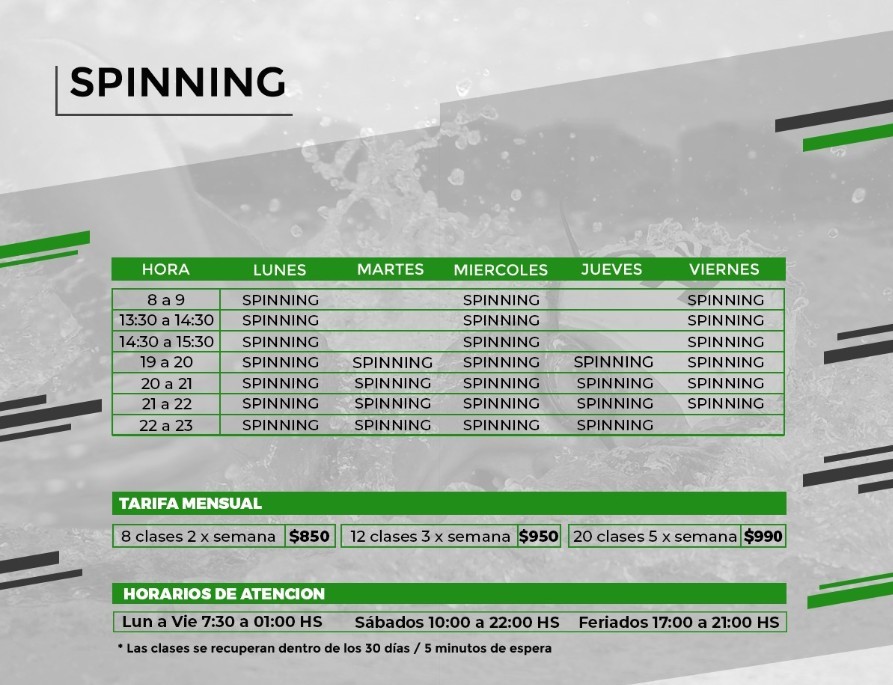 SPINNING
HORA LUNES MARTES MIERCOLES JUEVES VIERNES
8 a 9 SPINNING SPINNING SPINNING
13:30 a 14:30 SPINNING SPINNING SPINNING
14:30 a 15:30 SPINNING SPINNING SPINNING
19 a 20 SPINNING SPINNING SPINNING SPINNING SPINNING
20 a 21 SPINNING SPINNING SPINNING SPINNING SPINNING
21 a 22 SPINNING SPINNING SPINNING SPINNING SPINNING
22 a 23 SPINNING SPINNING SPINNING SPINNING
TARIFA MENSUAL
8 clases 2 x semana $850 12 clases 3 x semana $950 20 clases 5 x semana $990
HORARIOS DE ATENCION
Lun a Vie 7:30 a 01:00 HS Sábados 10:00 a 22:00 HS Feriados 17:00 a 21:00 HS
* Las clases se recuperan dentro de los 30 días / 5 minutos de espera